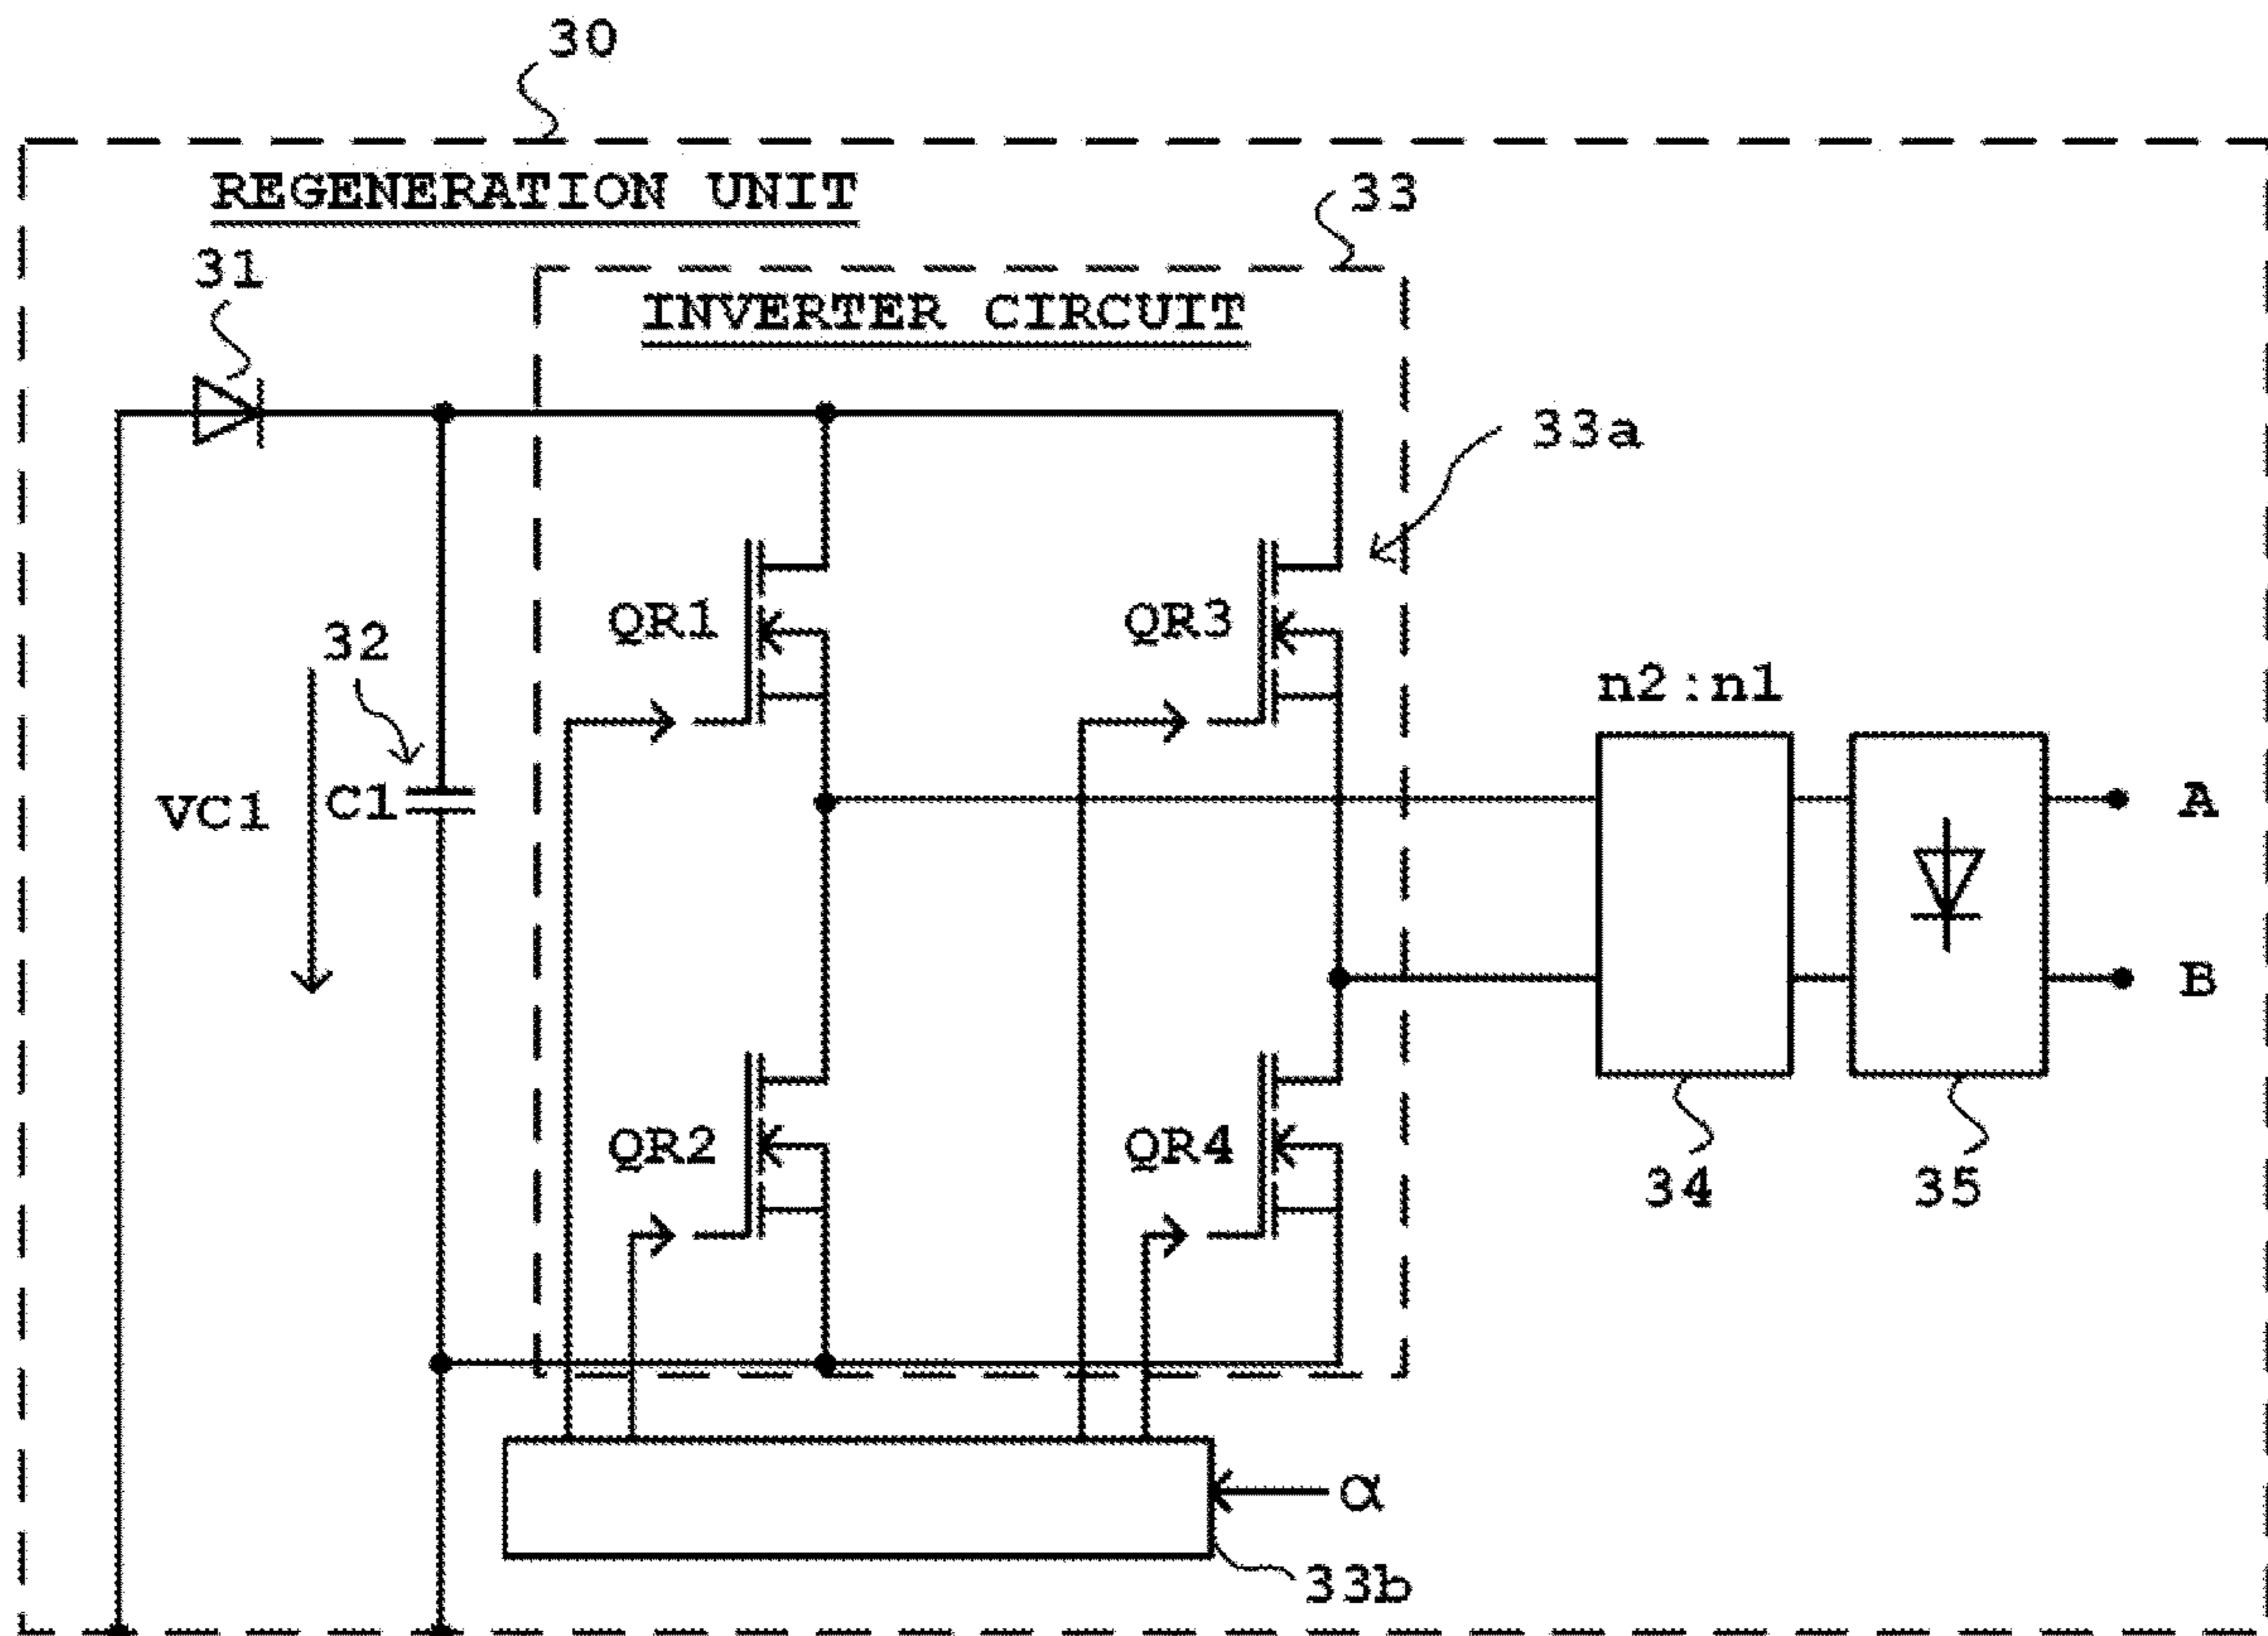 30
REGENERATION UNIT
33
31
INVERTER CIRCUIT
33a
QR1
QR3
32
n2:n1
VC1
C1
A
B
QR2
QR4
34
35
α
33b